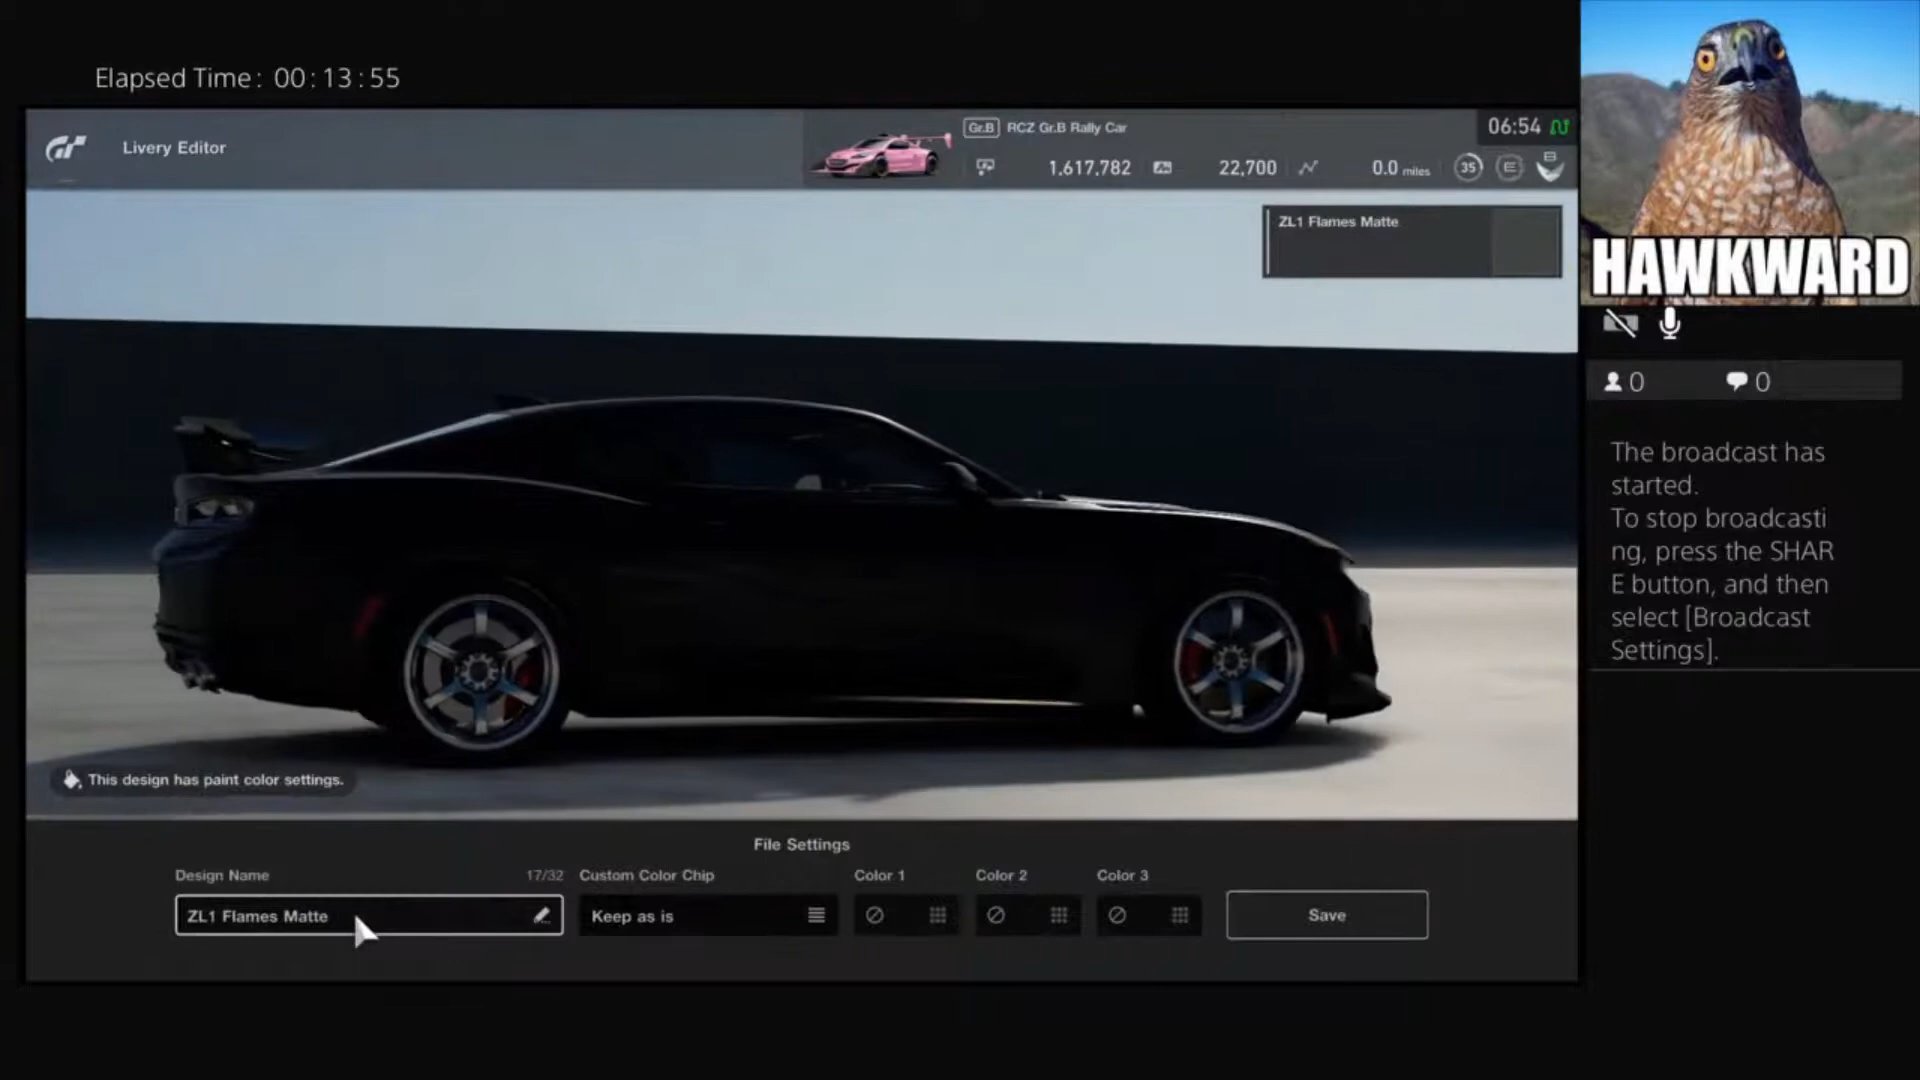 Elapsed Time: 00:13:55
Livery Editor
Gr.B RCZ Gr.B Rally Car
06:54
1,617,782
22,700
0.0 miles
35
E
B
ZL1 Flames Matte
HAWKWARD
0
0
The broadcast has
started.
To stop broadcasti
ng, press the SHAR
E button, and then
select [Broadcast
Settings].
This design has paint color settings.
File Settings
Design Name
17/32
Custom Color Chip
Color 1
Color 2
Color 3
ZL1 Flames Matte
Keep as is
Save